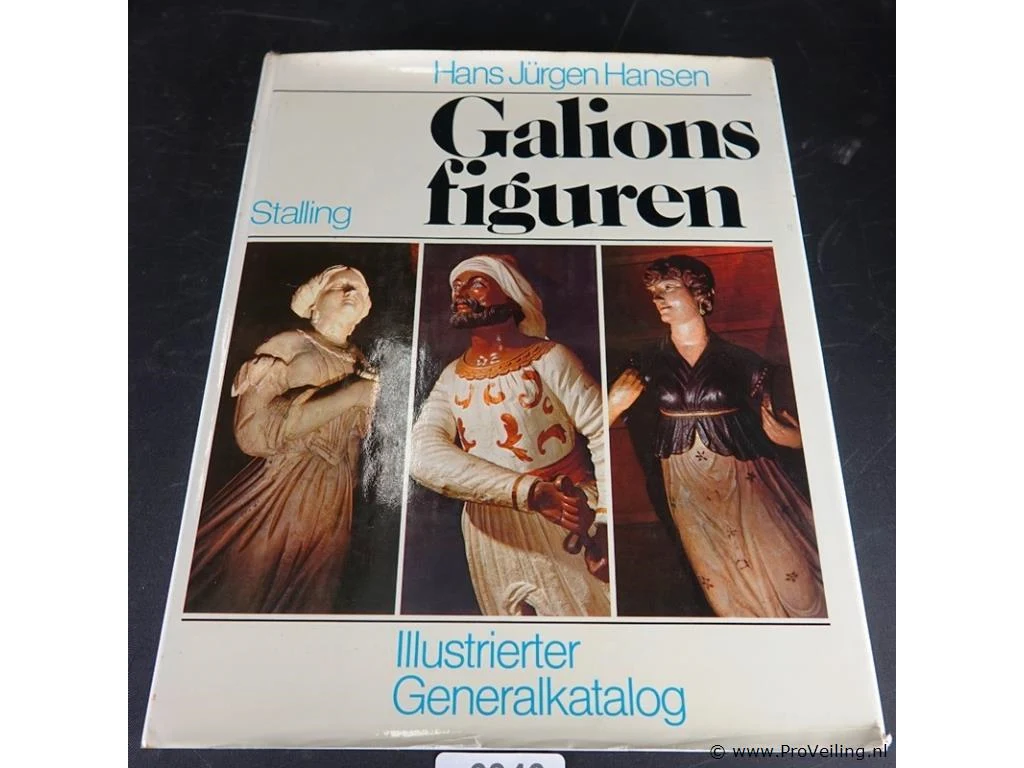 Hans Jürgen Hansen
Galions
figuren
Stalling
Illustrierter
Generalkatalog
© www.ProVeiling.nl